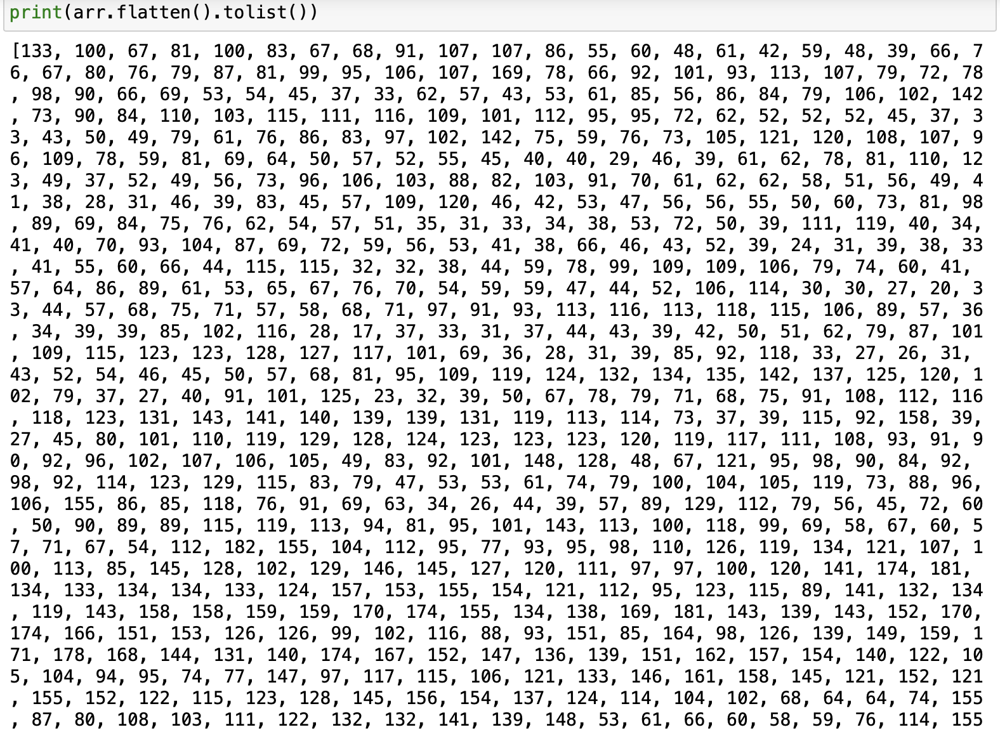 print(arr.flatten().tolist())
[133, 100, 67, 81, 100, 83, 67, 68, 91, 107, 107, 86, 55, 60, 48, 61, 42, 59, 48, 39, 66, 7
6, 67, 80, 76, 79, 87, 81, 99, 95, 106, 107, 169, 78, 66, 92, 101, 93, 113, 107, 79, 72, 78
, 98, 90, 66, 69, 53, 54, 45, 37, 33, 62, 57, 43, 53, 61, 85, 56, 86, 84, 79, 106, 102, 142
, 73, 90, 84, 110, 103, 115, 111, 116, 109, 101, 112, 95, 95, 72, 62, 52, 52, 52, 45, 37, 3
3, 43, 50, 49, 79, 61, 76, 86, 83, 97, 102, 142, 75, 59, 76, 73, 105, 121, 120, 108, 107, 9
6, 109, 78, 59, 81, 69, 64, 50, 57, 52, 55, 45, 40, 40, 29, 46, 39, 61, 62, 78, 81, 110, 12
3, 49, 37, 52, 49, 56, 73, 96, 106, 103, 88, 82, 103, 91, 70, 61, 62, 62, 58, 51, 56, 49, 4
1, 38, 28, 31, 46, 39, 83, 45, 57, 109, 120, 46, 42, 53, 47, 56, 56, 55, 50, 60, 73, 81, 98
, 89, 69, 84, 75, 76, 62, 54, 57, 51, 35, 31, 33, 34, 38, 53, 72, 50, 39, 111, 119, 40, 34,
41, 40, 70, 93, 104, 87, 69, 72, 59, 56, 53, 41, 38, 66, 46, 43, 52, 39, 24, 31, 39, 38, 33
, 41, 55, 60, 66, 44, 115, 115, 32, 32, 38, 44, 59, 78, 99, 109, 109, 106, 79, 74, 60, 41,
57, 64, 86, 89, 61, 53, 65, 67, 76, 70, 54, 59, 59, 47, 44, 52, 106, 114, 30, 30, 27, 20, 3
3, 44, 57, 68, 75, 71, 57, 58, 68, 71, 97, 91, 93, 113, 116, 113, 118, 115, 106, 89, 57, 36
, 34, 39, 39, 85, 102, 116, 28, 17, 37, 33, 31, 37, 44, 43, 39, 42, 50, 51, 62, 79, 87, 101
, 109, 115, 123, 123, 128, 127, 117, 101, 69, 36, 28, 31, 39, 85, 92, 118, 33, 27, 26, 31,
43, 52, 54, 46, 45, 50, 57, 68, 81, 95, 109, 119, 124, 132, 134, 135, 142, 137, 125, 120, 1
02, 79, 37, 27, 40, 91, 101, 125, 23, 32, 39, 50, 67, 78, 79, 71, 68, 75, 91, 108, 112, 116
, 118, 123, 131, 143, 141, 140, 139, 139, 131, 119, 113, 114, 73, 37, 39, 115, 92, 158, 39,
27, 45, 80, 101, 110, 119, 129, 128, 124, 123, 123, 123, 120, 119, 117, 111, 108, 93, 91, 9
0, 92, 96, 102, 107, 106, 105, 49, 83, 92, 101, 148, 128, 48, 67, 121, 95, 98, 90, 84, 92,
98, 92, 114, 123, 129, 115, 83, 79, 47, 53, 53, 61, 74, 79, 100, 104, 105, 119, 73, 88, 96,
106, 155, 86, 85, 118, 76, 91, 69, 63, 34, 26, 44, 39, 57, 89, 129, 112, 79, 56, 45, 72, 60
, 50, 90, 89, 89, 115, 119, 113, 94, 81, 95, 101, 143, 113, 100, 118, 99, 69, 58, 67, 60, 5
7, 71, 67, 54, 112, 182, 155, 104, 112, 95, 77, 93, 95, 98, 110, 126, 119, 134, 121, 107, 1
00, 113, 85, 145, 128, 102, 129, 146, 145, 127, 120, 111, 97, 97, 100, 120, 141, 174, 181,
134, 133, 134, 134, 133, 124, 157, 153, 155, 154, 121, 112, 95, 123, 115, 89, 141, 132, 134
, 119, 143, 158, 158, 159, 159, 170, 174, 155, 134, 138, 169, 181, 143, 139, 143, 152, 170,
174, 166, 151, 153, 126, 126, 99, 102, 116, 88, 93, 151, 85, 164, 98, 126, 139, 149, 159, 1
71, 178, 168, 144, 131, 140, 174, 167, 152, 147, 136, 139, 151, 162, 157, 154, 140, 122, 10
5, 104, 94, 95, 74, 77, 147, 97, 117, 115, 106, 121, 133, 146, 161, 158, 145, 121, 152, 121
, 155, 152, 122, 115, 123, 128, 145, 156, 154, 137, 124, 114, 104, 102, 68, 64, 64, 74, 155
, 87, 80, 108, 103, 111, 122, 132, 132, 141, 139, 148, 53, 61, 66, 60, 58, 59, 76, 114, 155